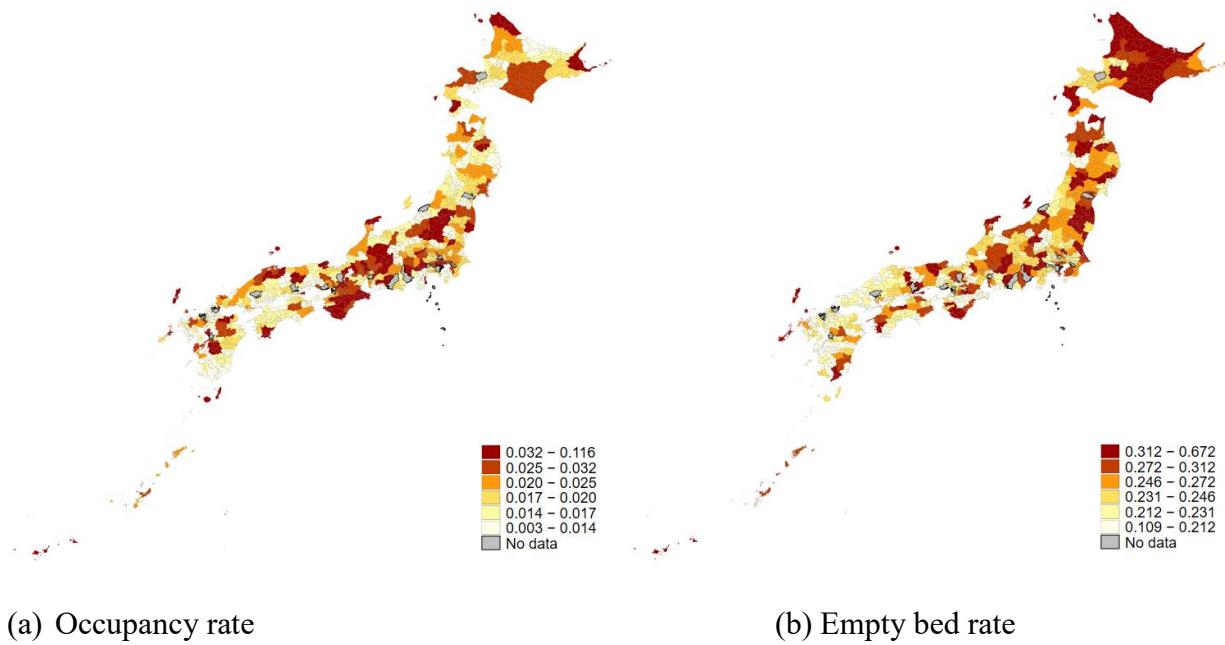 0.032 − 0.116
0.025 − 0.032
0.020 − 0.025
0.017 − 0.020
0.014 − 0.017
0.003 − 0.014
No data
0.312 − 0.672
0.272 − 0.312
0.246 − 0.272
0.231 − 0.246
0.212 − 0.231
0.109 − 0.212
No data
(a) Occupancy rate
(b) Empty bed rate